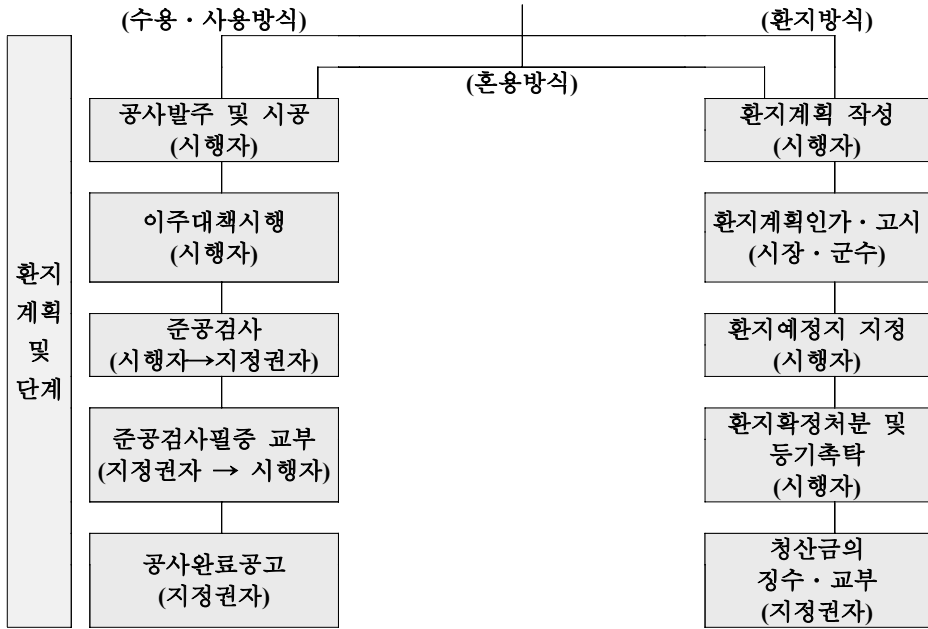 (수용・사용방식)
(환지방식)
(혼용방식)
환지
계획
및
단계
공사발주 및 시공
(시행자)
이주대책시행
(시행자)
준공검사
(시행자→지정권자)
준공검사필중 교부
(지정권자 → 시행자)
공사완료공고
(지정권자)
환지계획 작성
(시행자)
환지계획인가・고시
(시장・군수)
환지예정지 지정
(시행자)
환지확정처분 및
등기촉탁
(시행자)
청산금의
징수・교부
(지정권자)